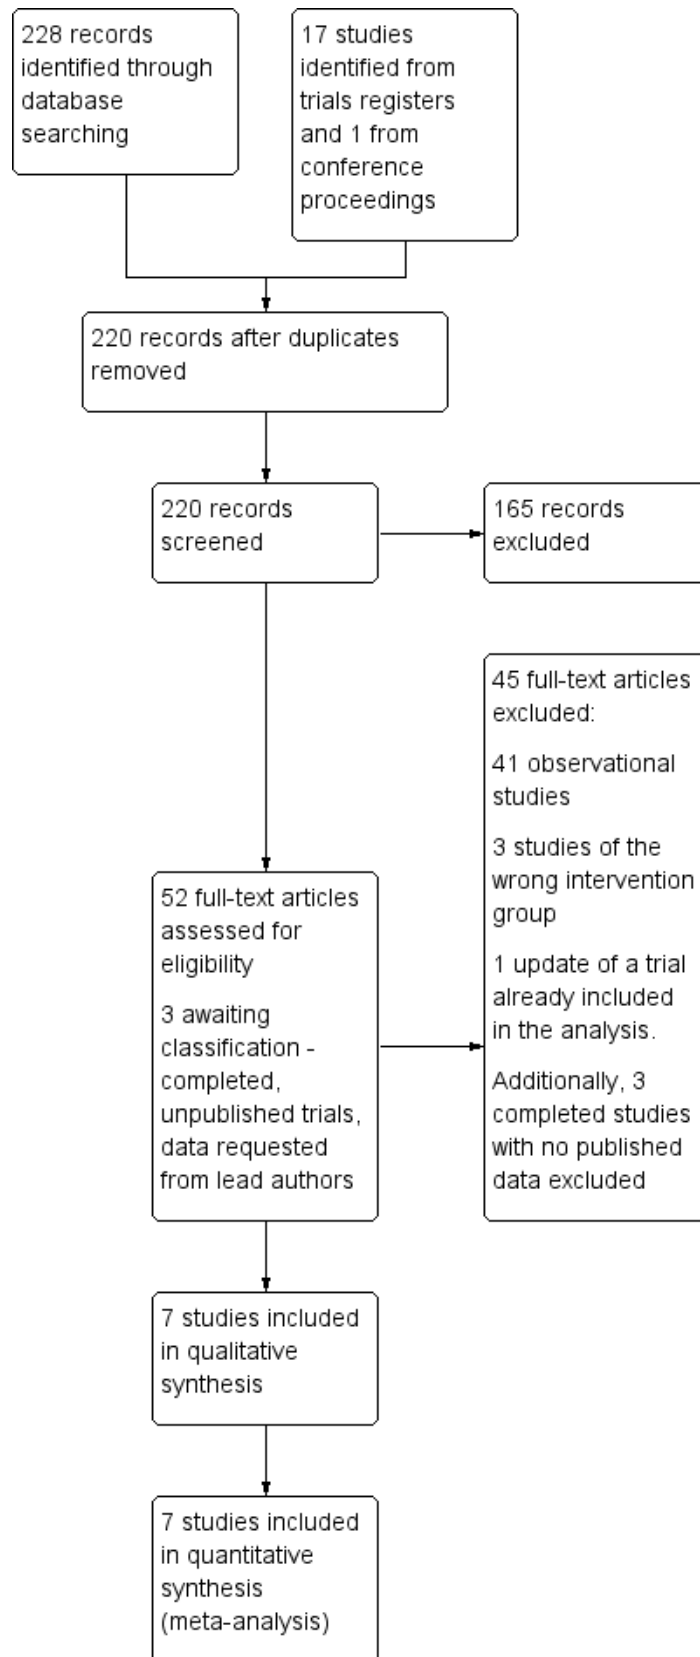 228 records
identified through
database
searching
17 studies
identified from
trials registers
and 1 from
conference
proceedings
220 records after duplicates
removed
220 records
screened
165 records
excluded
45 full-text articles
excluded:
41 observational
studies
3 studies of the
wrong intervention
group
1 update of a trial
already included
in the analysis.
Additionally, 3
completed studies
with no published
data excluded
52 full-text articles
assessed for
eligibility
3 awaiting
classification -
completed,
unpublished trials,
data requested
from lead authors
7 studies included
in qualitative
synthesis
7 studies included
in quantitative
synthesis
(meta-analysis)